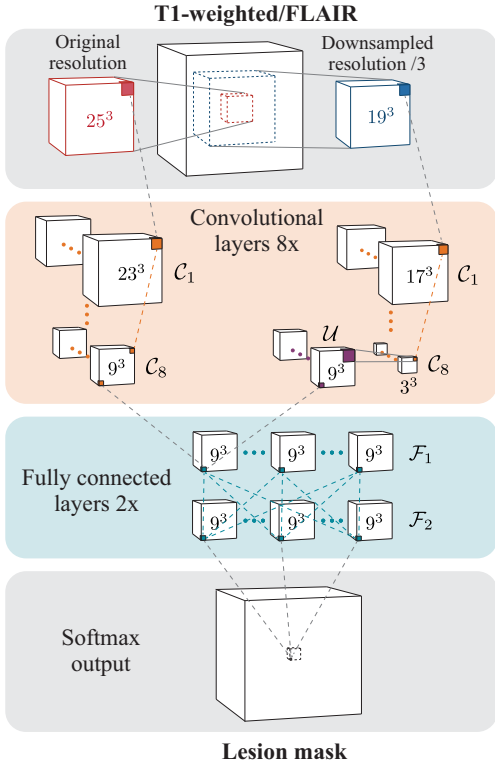 T1-weighted/FLAIR
Original
resolution
Downsampled
resolution /3
25³
19³
Convolutional
layers 8x
23³
C₁
17³
C₁
U
9³
C₈
9³
C₈
3³
Fully connected
layers 2x
9³
9³
9³
F₁
9³
9³
9³
F₂
Softmax
output
Lesion mask